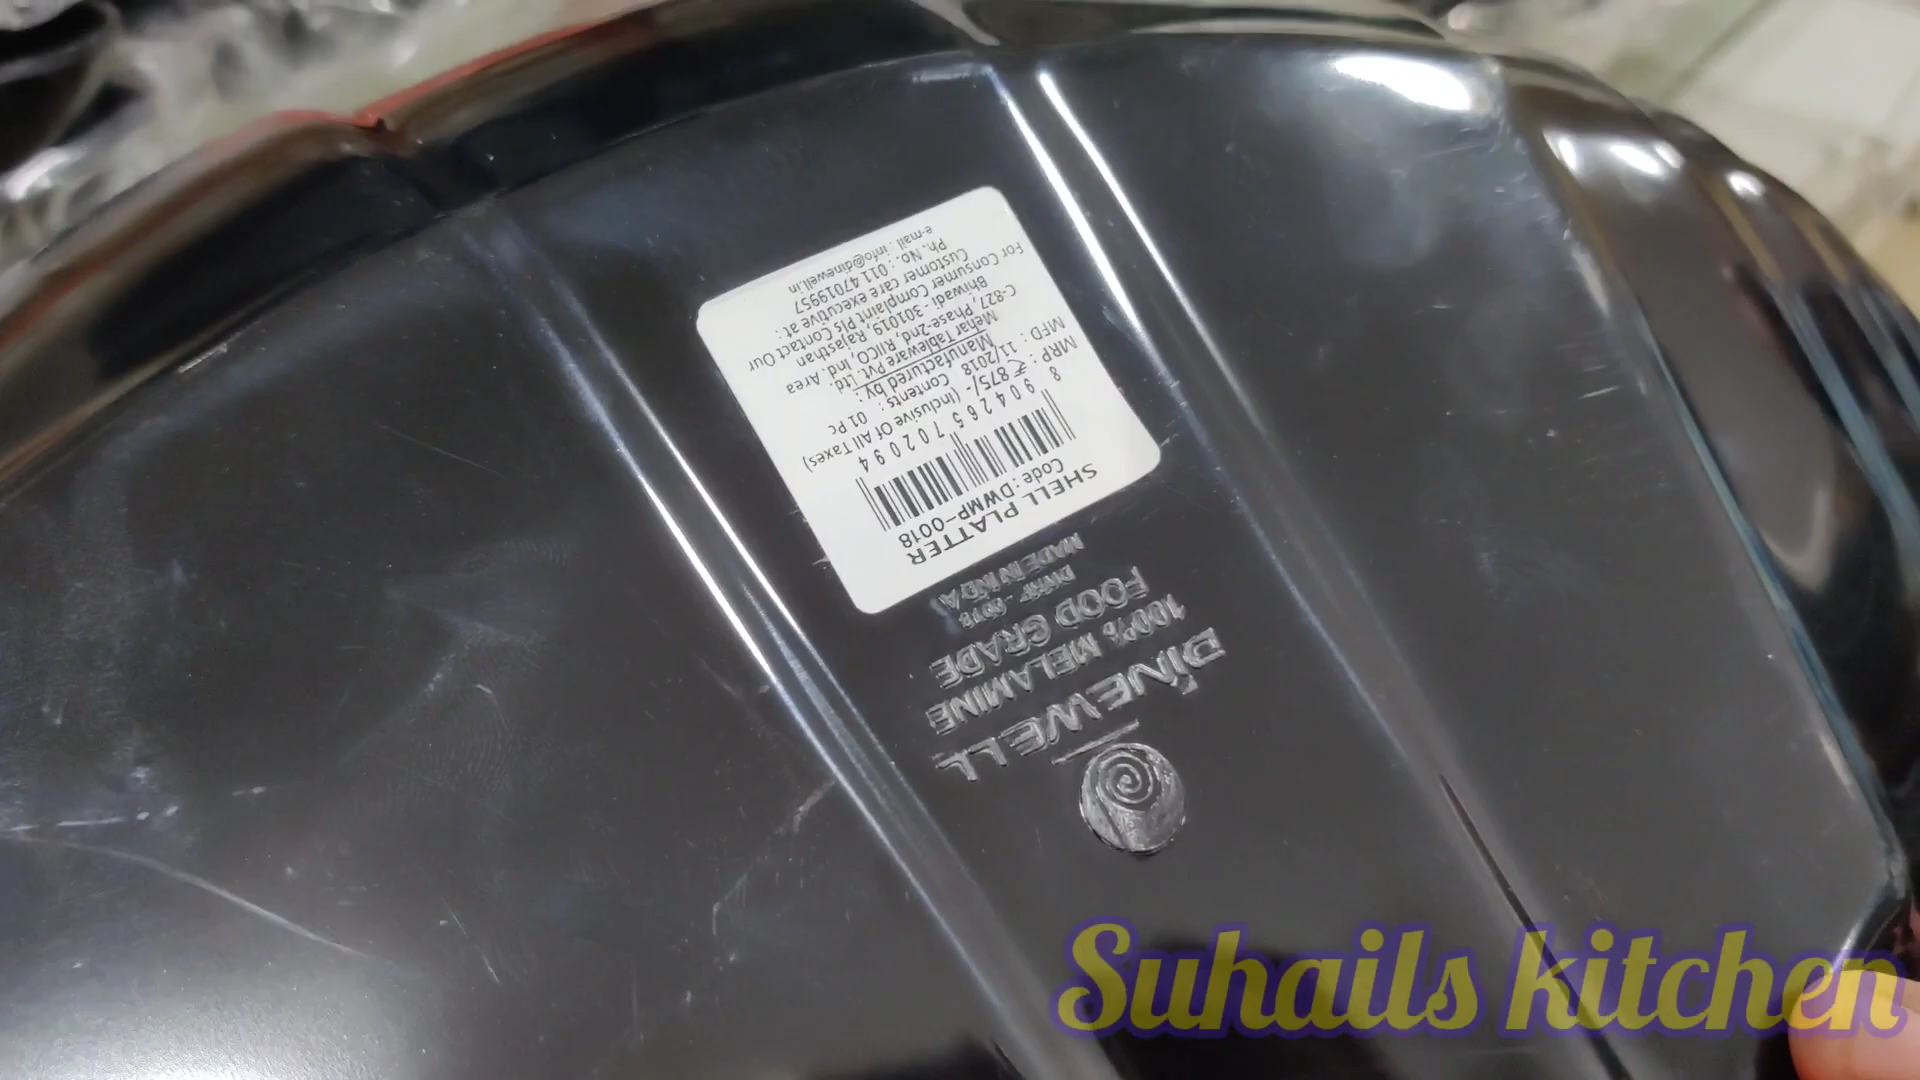 DINEWELL
100% MELAMINE
FOOD GRADE
DWMP-0018
MADE IN INDIA
SHELL PLATTER
Code : DWMP-0018
8 904265 702094
MRP : ₹ 875/- (Inclusive Of All Taxes)
MFD : 11/2018 Contents : 01 Pc
Manufactured by :
Mehar Tableware Pvt. Ltd.
C-827, Phase-2nd, RIICO, Ind. Area
Bhiwadi - 301019, Rajasthan
For Consumer Complaint Pls Contact Our
Customer care executive at :
Ph. No : 011 47019957
e-mail : info@dinewell.in
Suhails kitchen